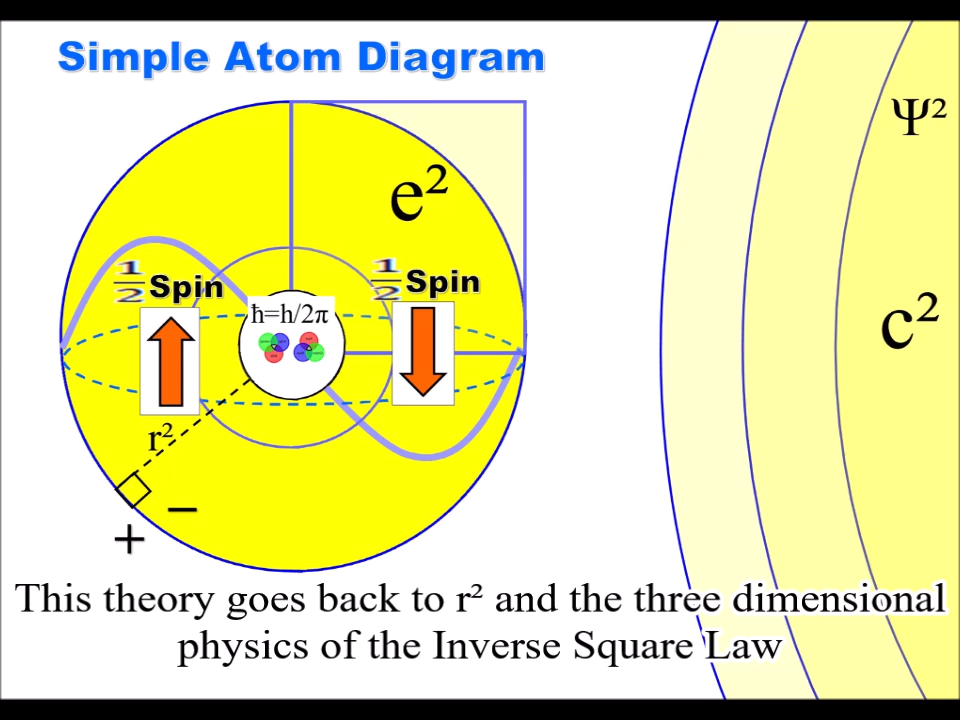 Simple Atom Diagram
Ψ²
e²
½ Spin
½ Spin
ħ=h/2π
c²
r²
−
+
This theory goes back to r² and the three dimensional
physics of the Inverse Square Law